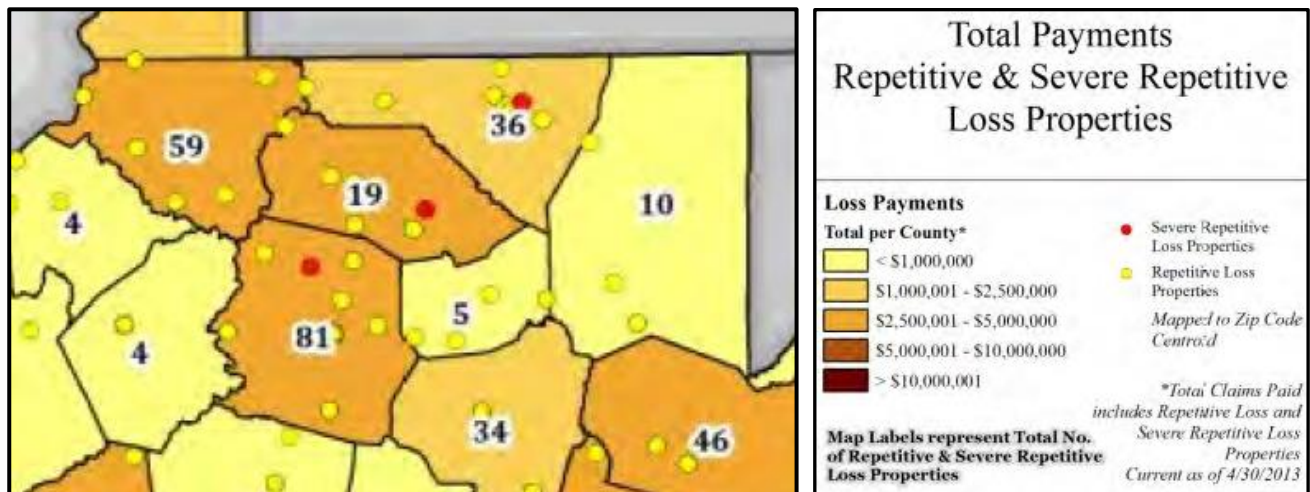 36
59
19
10
4
5
81
4
34
46
Total Payments
Repetitive & Severe Repetitive
Loss Properties
Loss Payments
Total per County*
< $1,000,000
$1,000,001 - $2,500,000
$2,500,001 - $5,000,000
$5,000,001 - $10,000,000
> $10,000,001
Severe Repetitive
Loss Properties
Repetitive Loss
Properties
Mapped to Zip Code
Centroid
*Total Claims Paid
includes Repetitive Loss and
Severe Repetitive Loss
Properties
Current as of 4/30/2013
Map Labels represent Total No.
of Repetitive & Severe Repetitive
Loss Properties